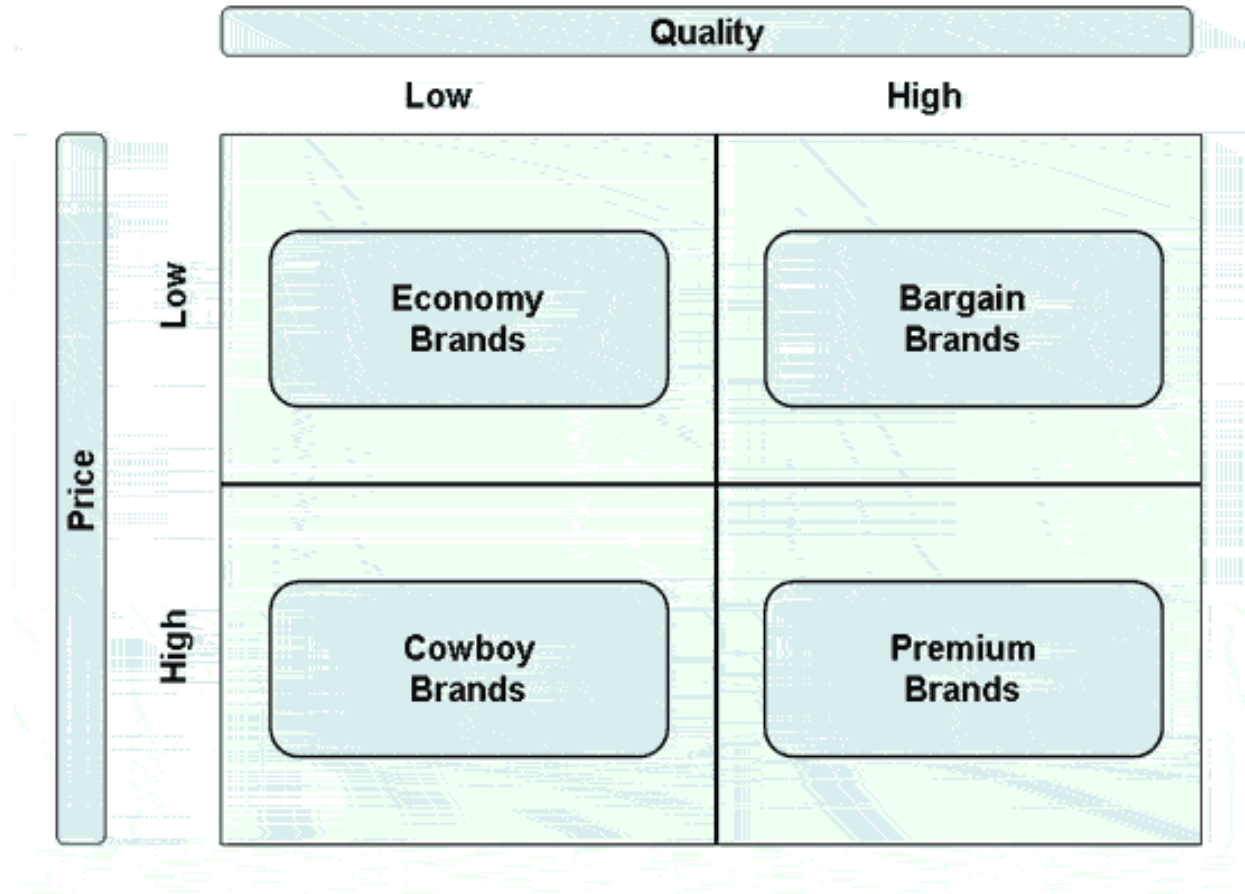 Quality
Low
High
Price
Low
Economy
Brands
Bargain
Brands
High
Cowboy
Brands
Premium
Brands